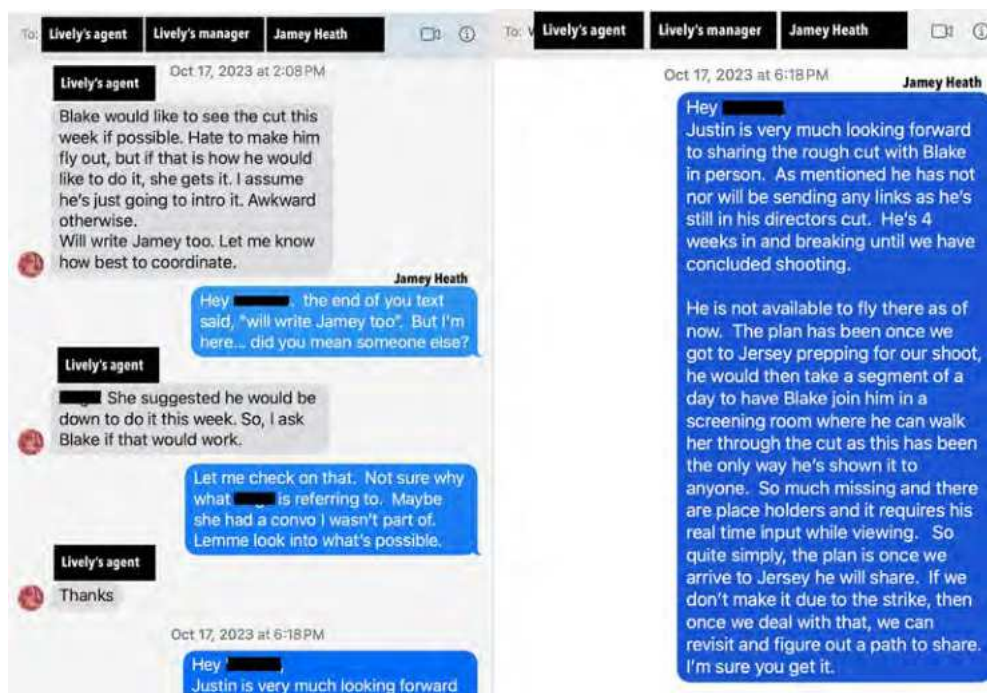 To: Lively's agent Lively's manager Jamey Heath
Oct 17, 2023 at 2:08 PM
Lively's agent
Blake would like to see the cut this
week if possible. Hate to make him
fly out, but if that is how he would
like to do it, she gets it. I assume
he's just going to intro it. Awkward
otherwise.
Will write Jamey too. Let me know
how best to coordinate.
Jamey Heath
Hey , the end of you text
said, "will write Jamey too". But I'm
here... did you mean someone else?
Lively's agent
She suggested he would be
down to do it this week. So, I ask
Blake if that would work.
Let me check on that. Not sure why
what is referring to. Maybe
she had a convo I wasn't part of.
Lemme look into what's possible.
Lively's agent
Thanks
Oct 17, 2023 at 6:18 PM
Hey ,
Justin is very much looking forward
To: Lively's agent Lively's manager Jamey Heath
Oct 17, 2023 at 6:18 PM
Jamey Heath
Hey
Justin is very much looking forward
to sharing the rough cut with Blake
in person. As mentioned he has not
nor will be sending any links as he's
still in his directors cut. He's 4
weeks in and breaking until we have
concluded shooting.
He is not available to fly there as of
now. The plan has been once we
got to Jersey prepping for our shoot,
he would then take a segment of a
day to have Blake join him in a
screening room where he can walk
her through the cut as this has been
the only way he's shown it to
anyone. So much missing and there
are place holders and it requires his
real time input while viewing. So
quite simply, the plan is once we
arrive to Jersey he will share. If we
don't make it due to the strike, then
once we deal with that, we can
revisit and figure out a path to share.
I'm sure you get it.